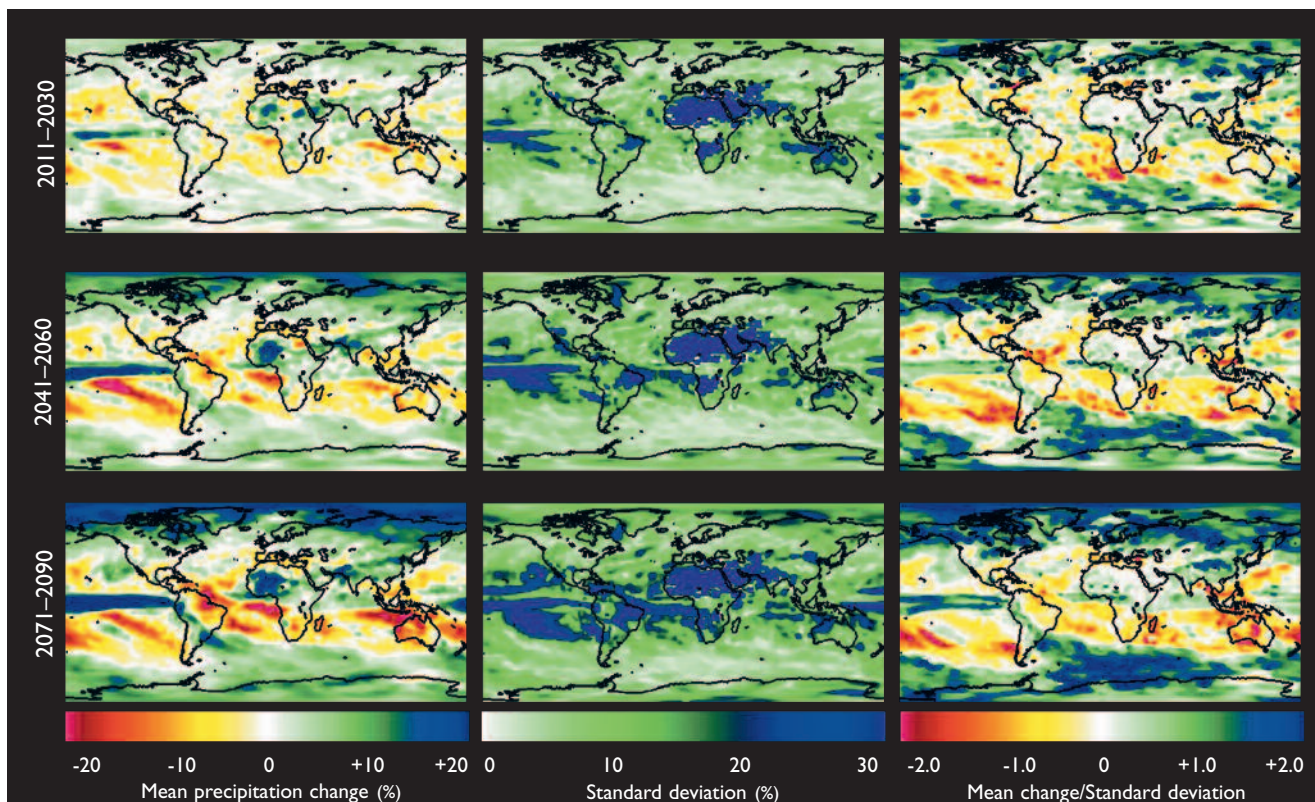 2011–2030
2041–2060
2071–2090
-20 -10 0 +10 +20
Mean precipitation change (%)
0 10 20 30
Standard deviation (%)
-2.0 -1.0 0 +1.0 +2.0
Mean change/Standard deviation